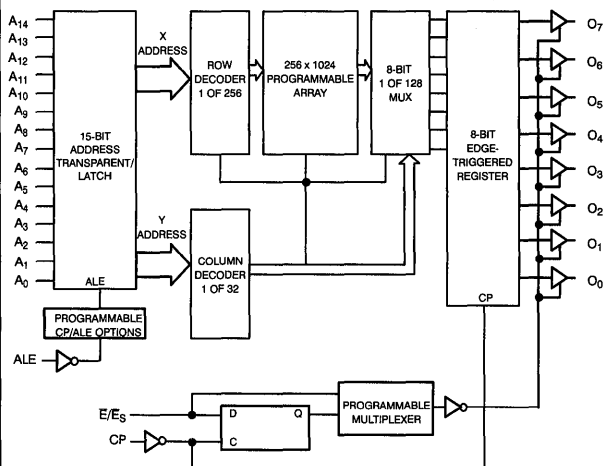 A14
A13
A12
A11
A10
A9
A8
A7
A6
A5
A4
A3
A2
A1
A0
15-BIT
ADDRESS
TRANSPARENT/
LATCH
ALE
PROGRAMMABLE
CP/ALE OPTIONS
ALE
X
ADDRESS
Y
ADDRESS
ROW
DECODER
1 OF 256
COLUMN
DECODER
1 OF 32
256 x 1024
PROGRAMMABLE
ARRAY
8-BIT
1 OF 128
MUX
8-BIT
EDGE-
TRIGGERED
REGISTER
CP
O7
O6
O5
O4
O3
O2
O1
O0
E̅/E̅S
CP
D
Q
C
PROGRAMMABLE
MULTIPLEXER